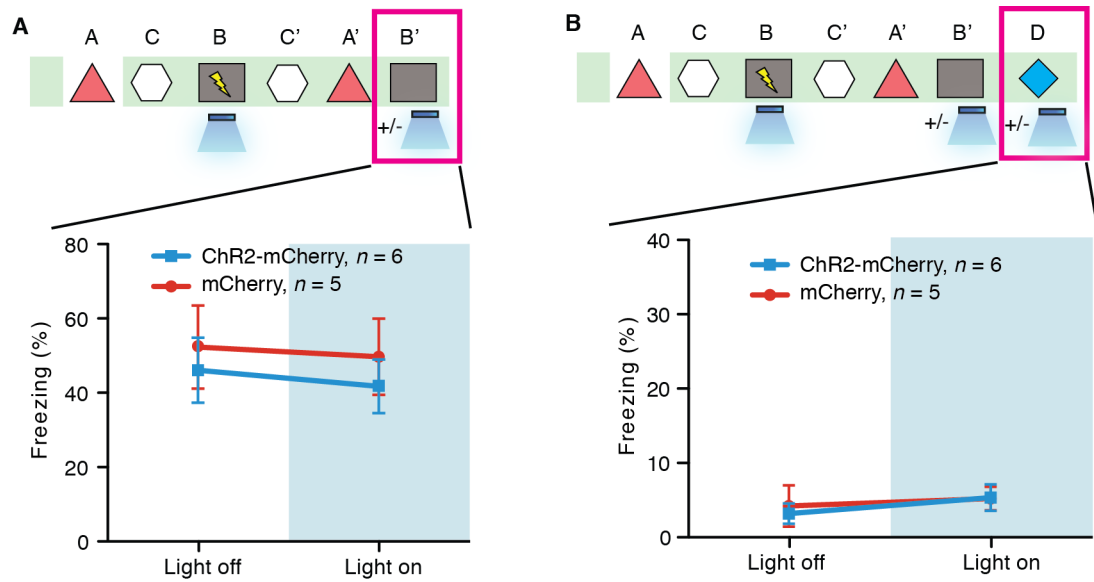 A
A C B C' A' B'
+/-
ChR2-mCherry, n = 6
mCherry, n = 5
Freezing (%)
80
60
40
20
0
Light off Light on
B
A C B C' A' B' D
+/- +/-
ChR2-mCherry, n = 6
mCherry, n = 5
Freezing (%)
40
30
20
10
0
Light off Light on